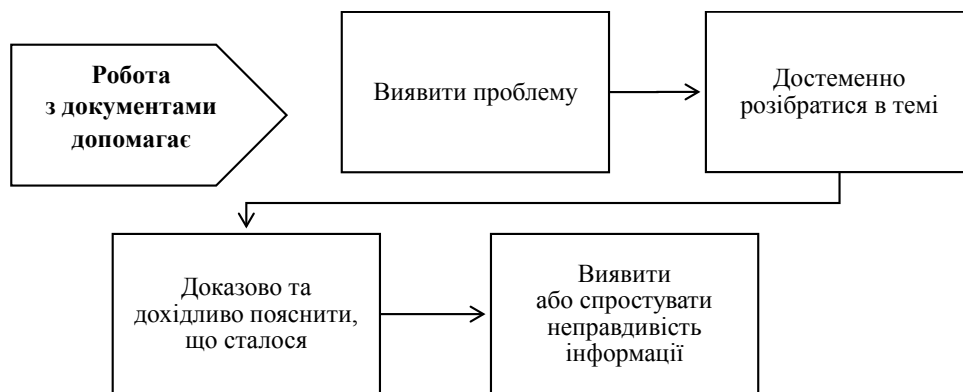 Робота
з документами
допомагає
Виявити проблему
Достеменно
розібратися в темі
Доказово та
дохідливо пояснити,
що сталося
Виявити
або спростувати
неправдивість
інформації